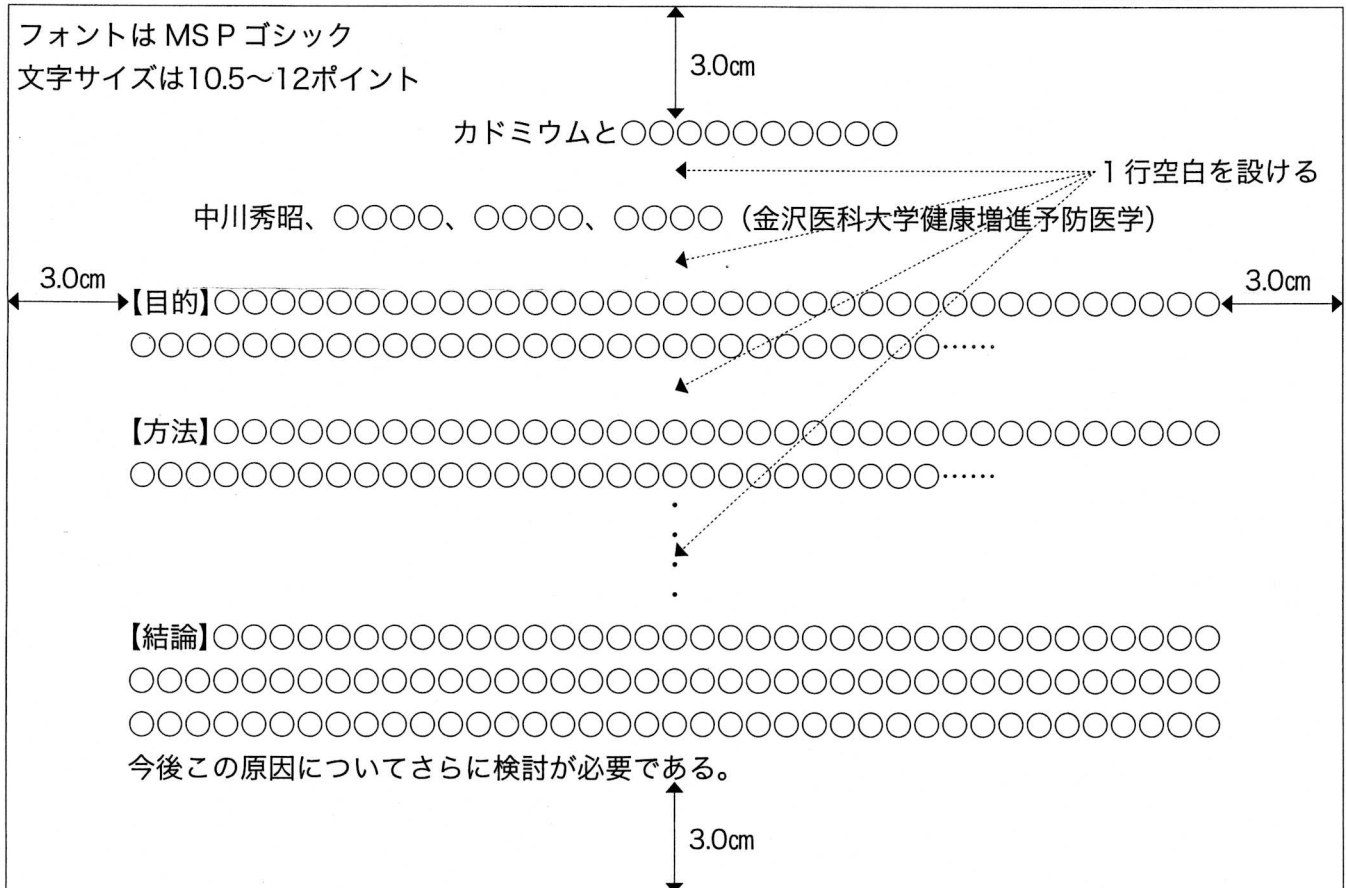 フォントは MS P ゴシック
文字サイズは10.5～12ポイント
3.0㎝
カドミウムと○○○○○○○○○○
1 行空白を設ける
中川秀昭、○○○○、○○○○、○○○○（金沢医科大学健康増進予防医学）
3.0㎝
3.0㎝
【目的】○○○○○○○○○○○○○○○○○○○○○○○○○○○○○○○○○○○○
○○○○○○○○○○○○○○○○○○○○○○○○○○○○○……
【方法】○○○○○○○○○○○○○○○○○○○○○○○○○○○○○○○○○○○○
○○○○○○○○○○○○○○○○○○○○○○○○○○○○○……
【結論】○○○○○○○○○○○○○○○○○○○○○○○○○○○○○○○○○○○○
○○○○○○○○○○○○○○○○○○○○○○○○○○○○○○○○○○○○○○○
○○○○○○○○○○○○○○○○○○○○○○○○○○○○○○○○○○○○○○○
今後この原因についてさらに検討が必要である。
3.0㎝